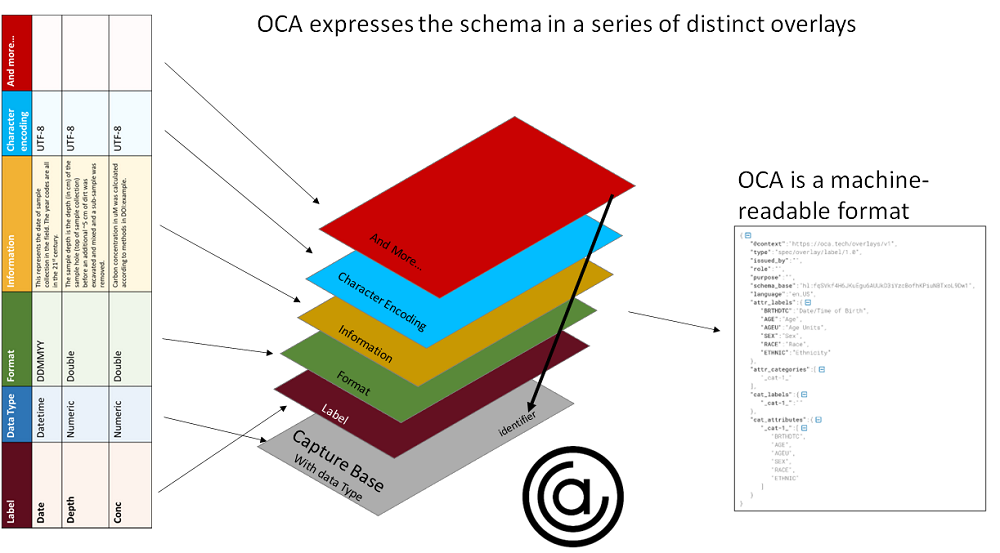 OCA expresses the schema in a series of distinct overlays
And more...
Character
encoding
UTF-8
UTF-8
UTF-8
Information
This represents the date of sample
collection in the field. The year codes are all
in the 21st century.
The sample depth is the depth (in cm) of the
sample hole (top of sample collection)
before an additional ~5 cm of dirt was
excavated and mixed and a sub-sample was
removed.
Carbon concentration in uM was calculated
according to methods in DOI:example.
Format
DDMMYY
Double
Double
Data Type
Datetime
Numeric
Numeric
Label
Date
Depth
Conc
And More...
Character Encoding
Information
Format
Label
Capture Base
With data Type
identifier
a
OCA is a machine-
readable format
{
"@context":"https://oca.tech/overlays/v1",
"type":"spec/overlay/label/1.0",
"issued_by":"",
"role":"",
"purpose":"",
"schema_base":
"language":"en_US",
"attr_labels":{
"BRTHDTC":"Date/Time of Birth",
"AGE":"Age",
"AGEU":"Age Units",
"SEX":"Sex",
"RACE":"Race",
"ETHNIC":"Ethnicity"
},
"attr_categories":[
"_cat-1_"
],
"cat_labels":{
"_cat-1_":""
},
"cat_attributes":{
"_cat-1_":[
"BRTHDTC",
"AGE",
"AGEU",
"SEX",
"RACE",
"ETHNIC"
]
}
}